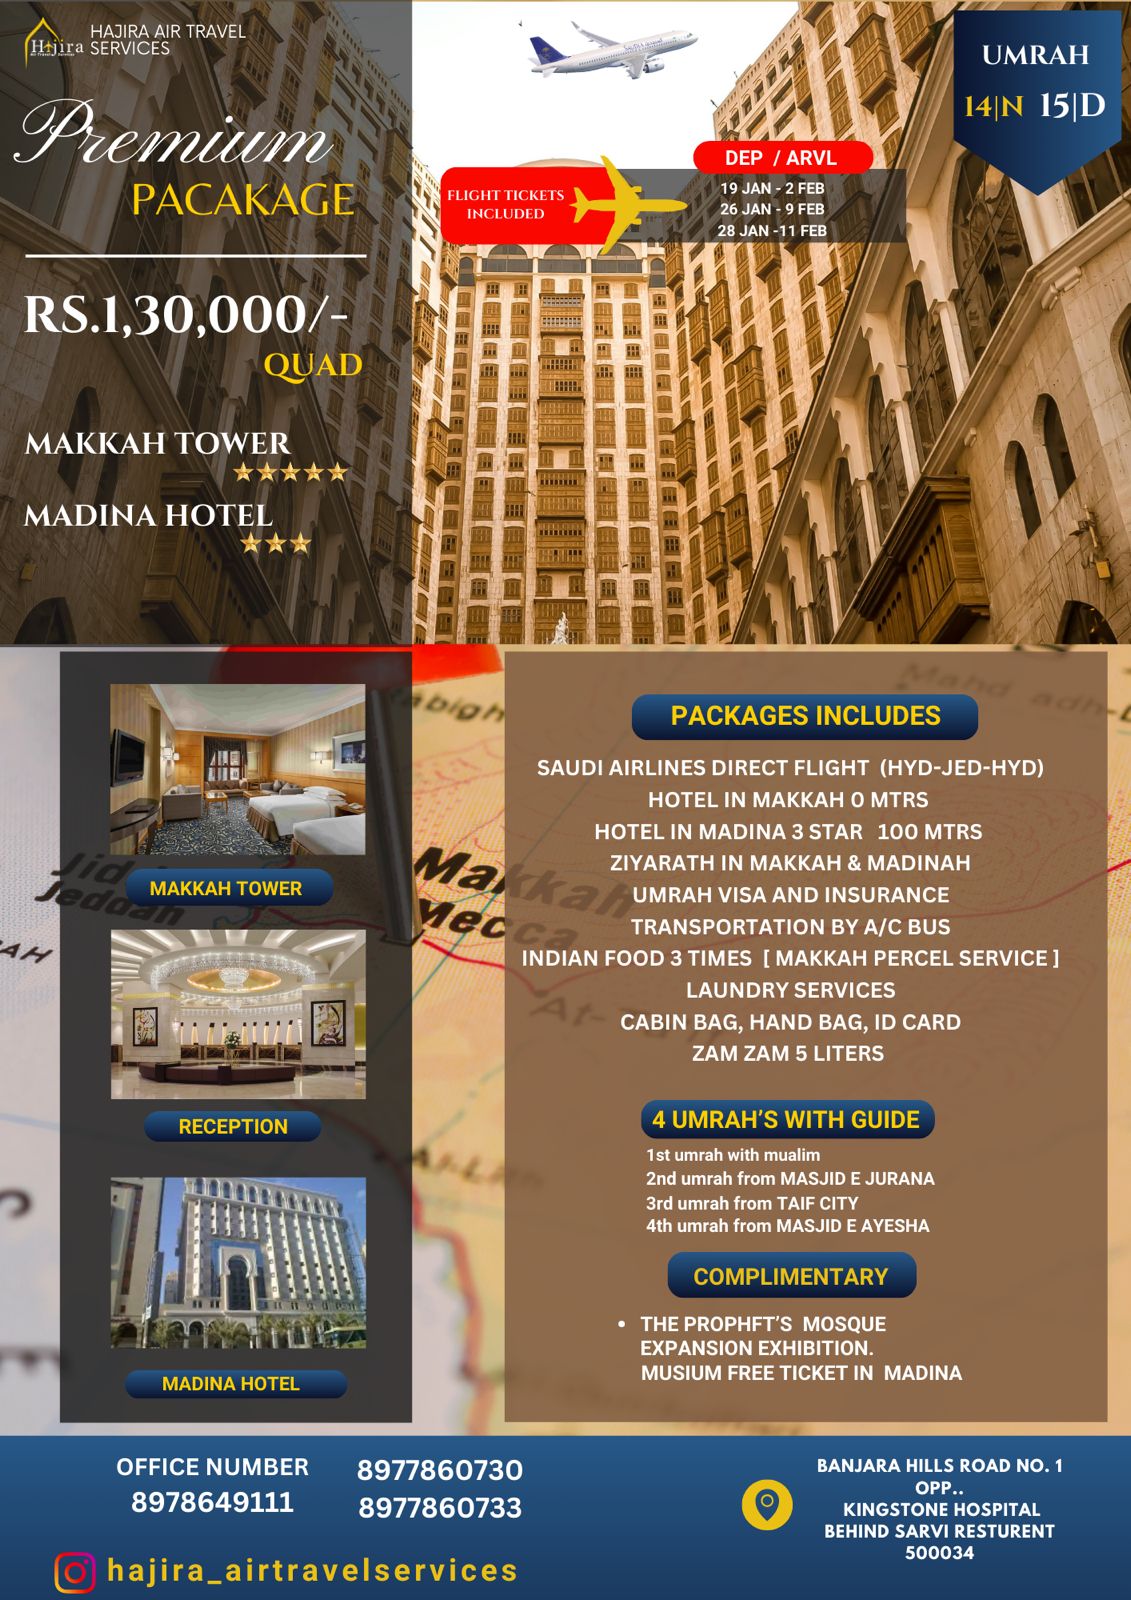 Hajira
Air Travel Services
HAJIRA AIR TRAVEL
SERVICES
Premium
PACAKAGE
RS.1,30,000/-
QUAD
MAKKAH TOWER
MADINA HOTEL
UMRAH
14|N 15|D
DEP / ARVL
FLIGHT TICKETS
INCLUDED
19 JAN - 2 FEB
26 JAN - 9 FEB
28 JAN -11 FEB
MAKKAH TOWER
RECEPTION
MADINA HOTEL
PACKAGES INCLUDES
SAUDI AIRLINES DIRECT FLIGHT (HYD-JED-HYD)
HOTEL IN MAKKAH 0 MTRS
HOTEL IN MADINA 3 STAR 100 MTRS
ZIYARATH IN MAKKAH & MADINAH
UMRAH VISA AND INSURANCE
TRANSPORTATION BY A/C BUS
INDIAN FOOD 3 TIMES [ MAKKAH PERCEL SERVICE ]
LAUNDRY SERVICES
CABIN BAG, HAND BAG, ID CARD
ZAM ZAM 5 LITERS
4 UMRAH'S WITH GUIDE
1st umrah with mualim
2nd umrah from MASJID E JURANA
3rd umrah from TAIF CITY
4th umrah from MASJID E AYESHA
COMPLIMENTARY
• THE PROPHFT'S MOSQUE
EXPANSION EXHIBITION.
MUSIUM FREE TICKET IN MADINA
Jeddah
Makkah
Mecca
OFFICE NUMBER
8978649111
8977860730
8977860733
hajira_airtravelservices
BANJARA HILLS ROAD NO. 1
OPP..
KINGSTONE HOSPITAL
BEHIND SARVI RESTURENT
500034